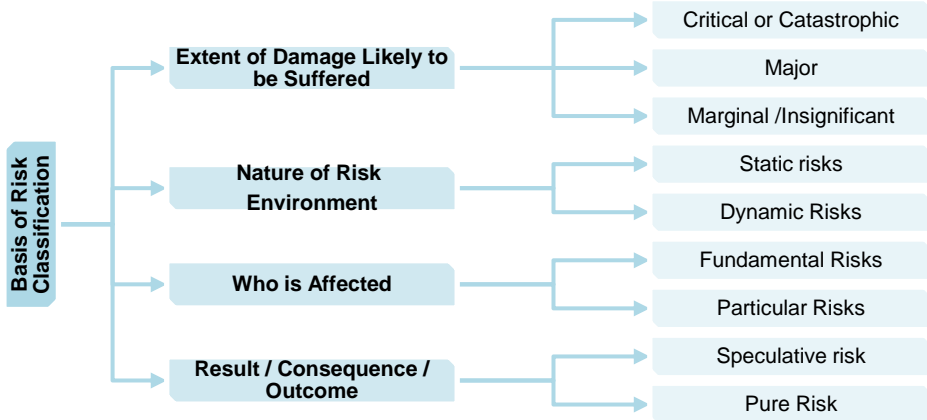 Basis of Risk
Classification
Extent of Damage Likely to
be Suffered
Critical or Catastrophic
Major
Marginal /Insignificant
Nature of Risk
Environment
Static risks
Dynamic Risks
Who is Affected
Fundamental Risks
Particular Risks
Result / Consequence /
Outcome
Speculative risk
Pure Risk